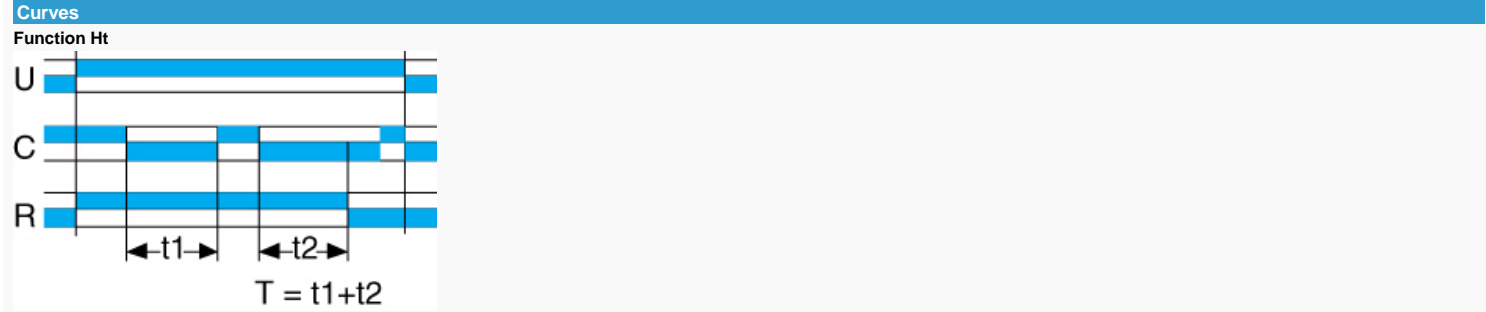 Curves
Function Ht
U
C
R
t1 t2
T = t1+t2